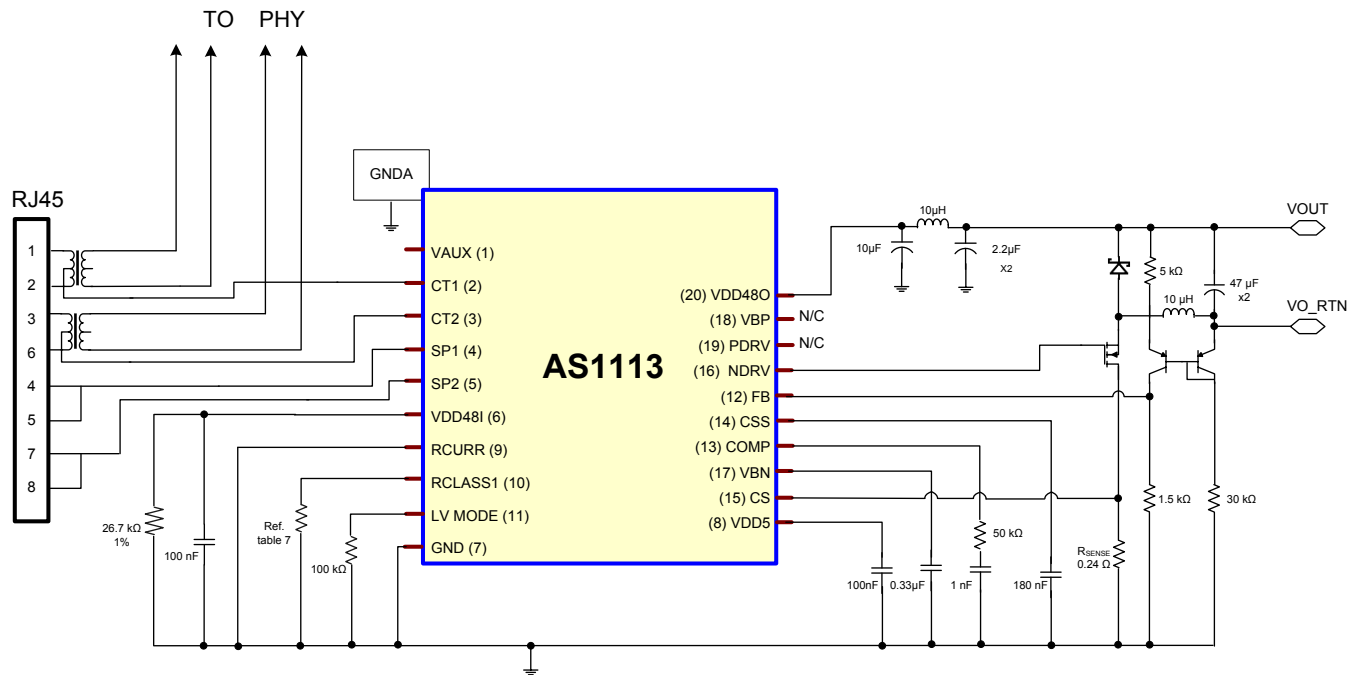 TO PHY
GNDA
RJ45
1
2
3
6
4
5
7
8
VAUX (1)
CT1 (2)
CT2 (3)
SP1 (4)
SP2 (5)
VDD48I (6)
RCURR (9)
RCLASS1 (10)
LV MODE (11)
GND (7)
AS1113
(20) VDD48O
(18) VBP
N/C
(19) PDRV
N/C
(16) NDRV
(12) FB
(14) CSS
(13) COMP
(17) VBN
(15) CS
(8) VDD5
26.7 kΩ
1%
100 nF
Ref.
table 7
100 kΩ
10µF
10µH
2.2µF
X2
5 kΩ
47 µF
x2
10 µH
VOUT
VO_RTN
1.5 kΩ
30 kΩ
50 kΩ
RSENSE
0.24 Ω
100nF
0.33µF
1 nF
180 nF